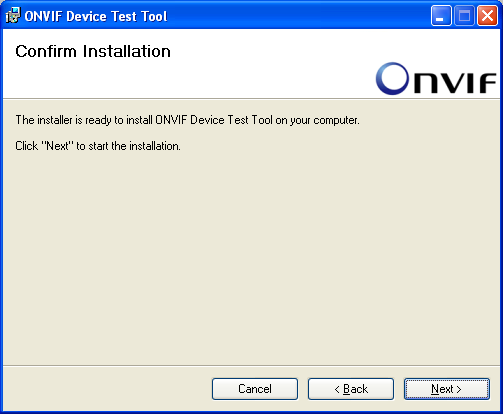 ONVIF Device Test Tool
Confirm Installation
ONVIF
The installer is ready to install ONVIF Device Test Tool on your computer.
Click "Next" to start the installation.
Cancel
< Back
Next >